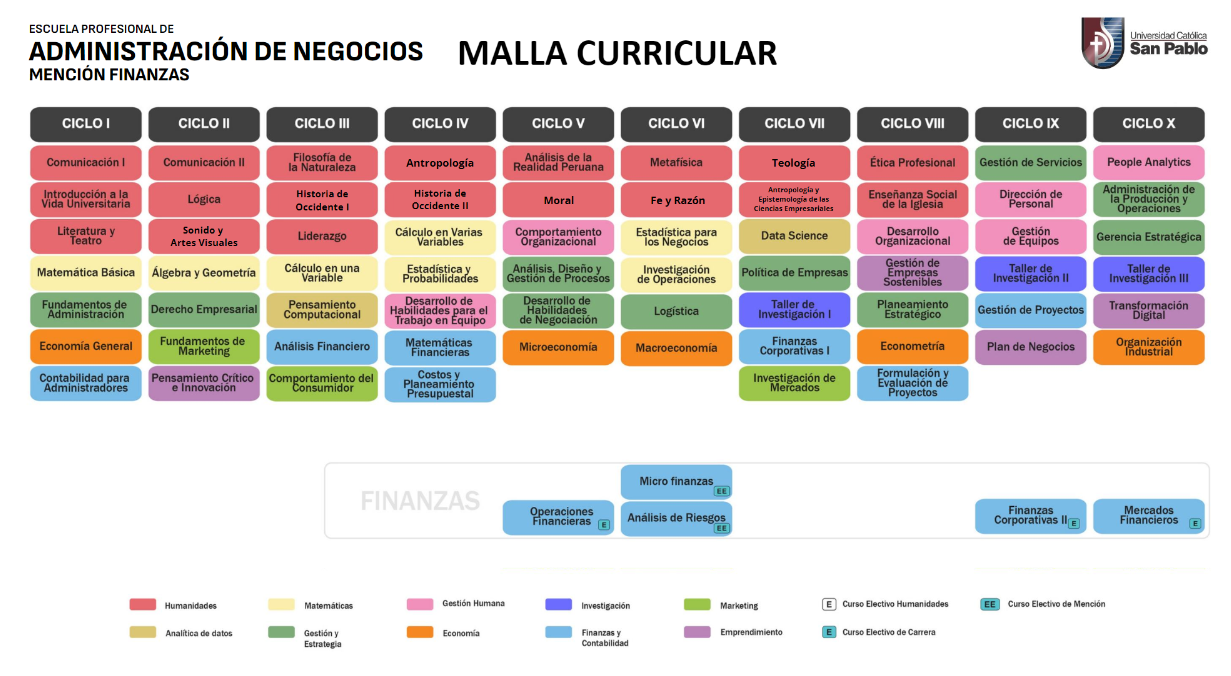 ESCUELA PROFESIONAL DE
ADMINISTRACIÓN DE NEGOCIOS
MENCIÓN FINANZAS
MALLA CURRICULAR
Universidad Católica
San Pablo
CICLO I
CICLO II
CICLO III
CICLO IV
CICLO V
CICLO VI
CICLO VII
CICLO VIII
CICLO IX
CICLO X
Comunicación I
Comunicación II
Filosofía de
la Naturaleza
Antropología
Análisis de la
Realidad Peruana
Metafísica
Teología
Ética Profesional
Gestión de Servicios
People Analytics
Introducción a la
Vida Universitaria
Lógica
Historia de
Occidente I
Historia de
Occidente II
Moral
Fe y Razón
Antropología y
Epistemología de las
Ciencias Empresariales
Enseñanza Social
de la Iglesia
Dirección de
Personal
Administración de
la Producción y
Operaciones
Literatura y
Teatro
Sonido y
Artes Visuales
Liderazgo
Cálculo en Varias
Variables
Comportamiento
Organizacional
Estadística para
los Negocios
Data Science
Desarrollo
Organizacional
Gestión
de Equipos
Gerencia Estratégica
Matemática Básica
Álgebra y Geometría
Cálculo en una
Variable
Estadística y
Probabilidades
Análisis, Diseño y
Gestión de Procesos
Investigación
de Operaciones
Política de Empresas
Gestión de
Empresas
Sostenibles
Taller de
Investigación II
Taller de
Investigación III
Fundamentos de
Administración
Derecho Empresarial
Pensamiento
Computacional
Desarrollo de
Habilidades para el
Trabajo en Equipo
Desarrollo de
Habilidades
de Negociación
Logística
Taller de
Investigación I
Planeamiento
Estratégico
Gestión de Proyectos
Transformación
Digital
Economía General
Fundamentos de
Marketing
Análisis Financiero
Matemáticas
Financieras
Microeconomía
Macroeconomía
Finanzas
Corporativas I
Econometría
Plan de Negocios
Organización
Industrial
Contabilidad para
Administradores
Pensamiento Crítico
e Innovación
Comportamiento del
Consumidor
Costos y
Planeamiento
Presupuestal
Investigación de
Mercados
Formulación y
Evaluación de
Proyectos
FINANZAS
Micro finanzas
EE
Operaciones
Financieras E
Análisis de Riesgos
EE
Finanzas
Corporativas II E
Mercados
Financieros E
Humanidades
Matemáticas
Gestión Humana
Investigación
Marketing
E Curso Electivo Humanidades
EE Curso Electivo de Mención
Analítica de datos
Gestión y
Estrategia
Economía
Finanzas y
Contabilidad
Emprendimiento
E Curso Electivo de Carrera